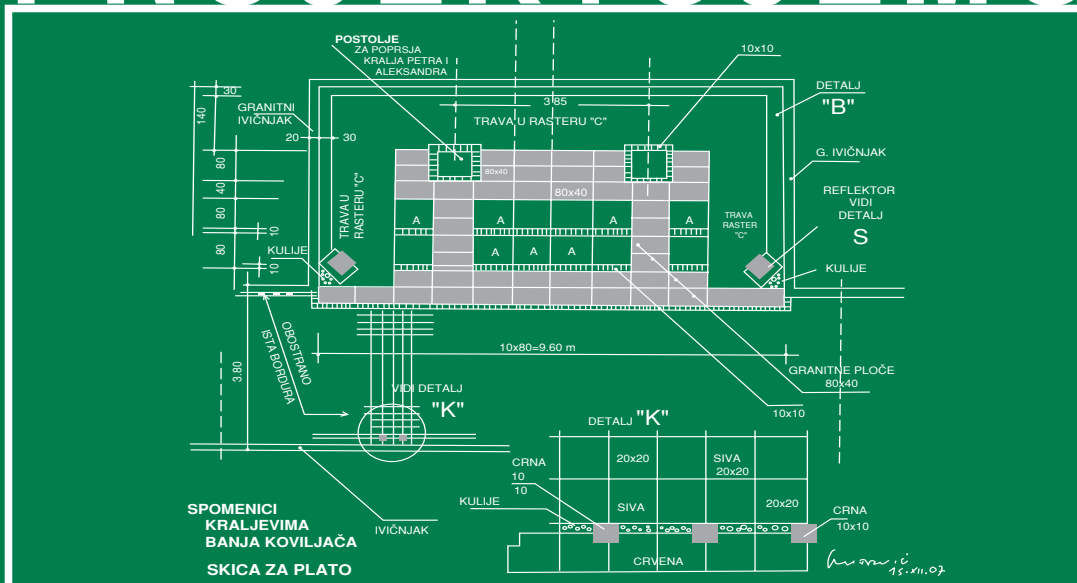 POSTOLJE
ZA POPRSJA
KRALJA PETRA I
ALEKSANDRA
10x10
DETALJ
"B"
30
140
GRANITNI
IVIČNJAK
20
30
3.85
TRAVA U RASTERU "C"
G. IVIČNJAK
80
40
80
10
80
10
80x40
80x40
REFLEKTOR
VIDI
DETALJ
S
TRAVA U
RASTERU "C"
TRAVA
RASTER
"C"
A
A
A
A
A
A
A
KULIJE
KULIJE
OBOSTRANO
ISTA BORDURA
3.80
10x80=9.60 m
GRANITNE PLOČE
80x40
10x10
VIDI DETALJ
"K"
DETALJ "K"
CRNA
10
10
20x20
SIVA
20x20
KULIJE
SIVA
20x20
CRNA
10x10
CRVENA
IVIČNJAK
SPOMENICI
KRALJEVIMA
BANJA KOVILJAČA
SKICA ZA PLATO
15.XII.07